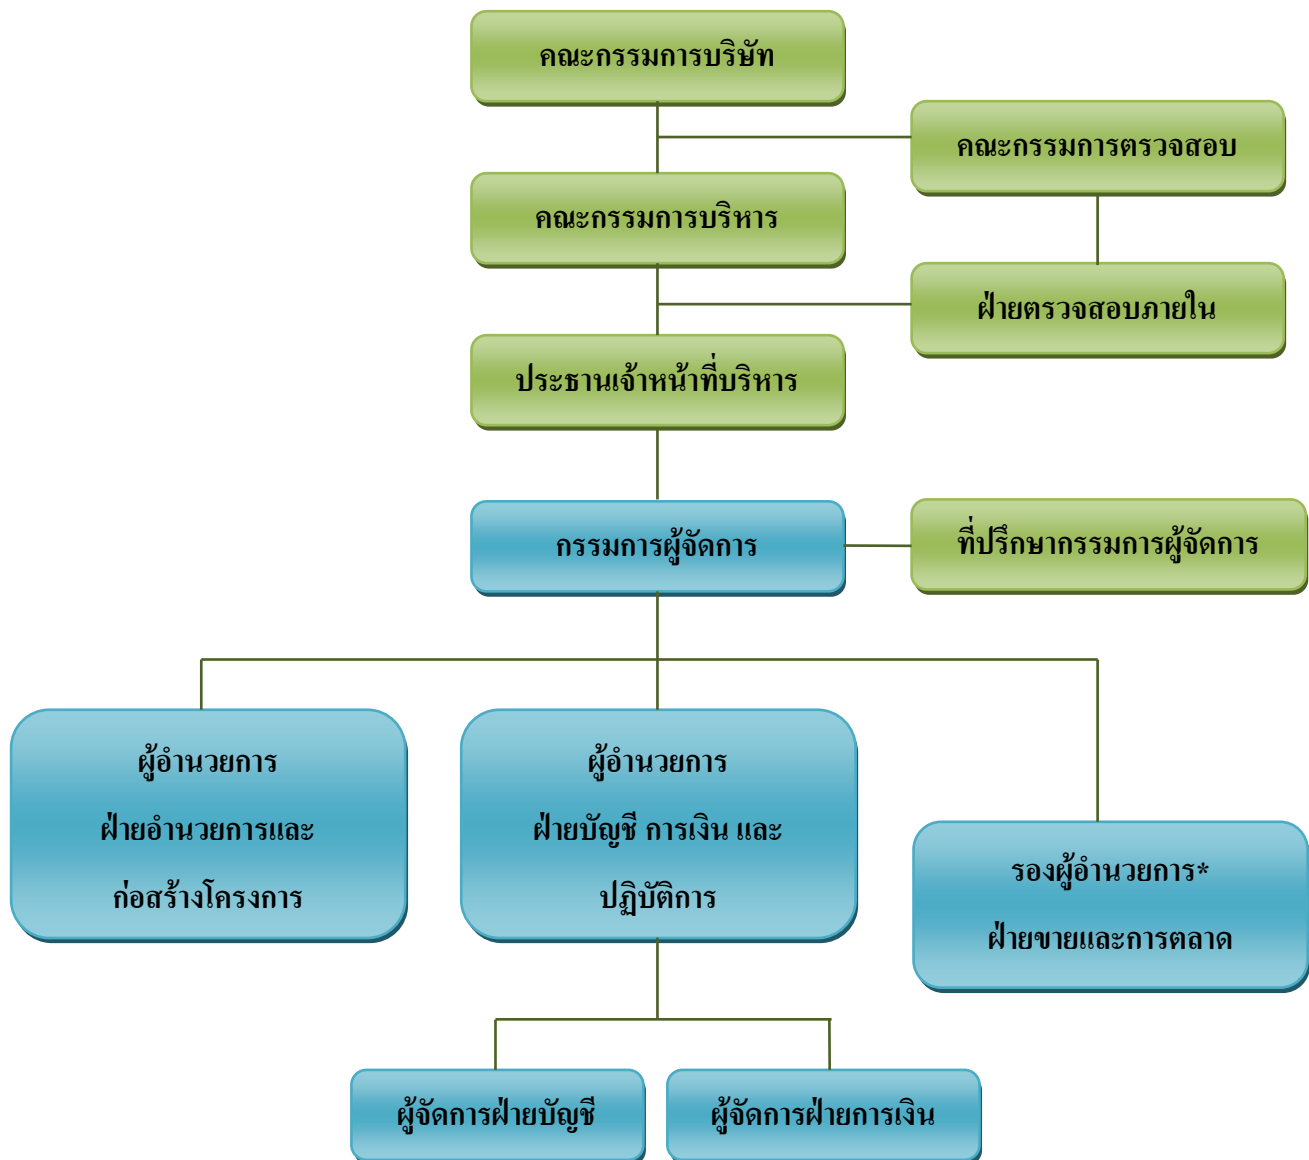 คณะกรรมการบริษัท
คณะกรรมการตรวจสอบ
คณะกรรมการบริหาร
ฝ่ายตรวจสอบภายใน
ประธานเจ้าหน้าที่บริหาร
กรรมการผู้จัดการ
ที่ปรึกษากรรมการผู้จัดการ
ผู้อำนวยการ
ฝ่ายอำนวยการและ
ก่อสร้างโครงการ
ผู้อำนวยการ
ฝ่ายบัญชี การเงิน และ
ปฏิบัติการ
รองผู้อำนวยการ*
ฝ่ายขายและการตลาด
ผู้จัดการฝ่ายบัญชี
ผู้จัดการฝ่ายการเงิน